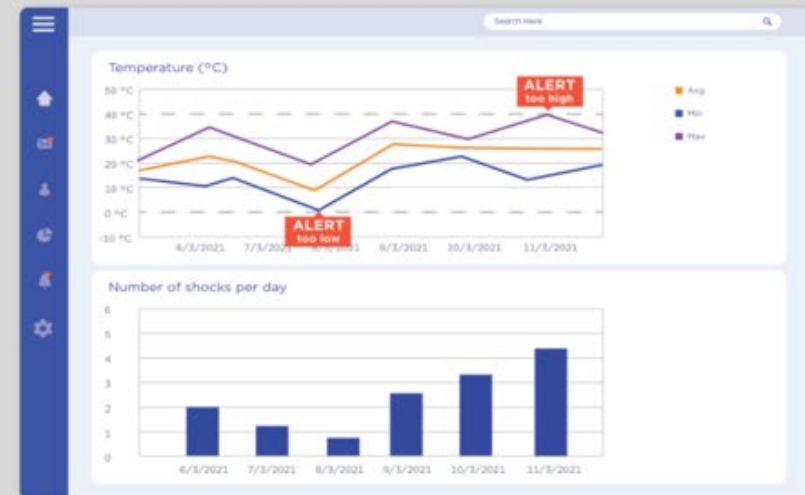 Search Here
Temperature (°C)
50 °C
40 °C
30 °C
20 °C
10 °C
0 °C
-10 °C
ALERT
too high
ALERT
too low
Avg
Min
Max
6/3/2021
7/3/2021
8/3/2021
9/3/2021
10/3/2021
11/3/2021
Number of shocks per day
6
5
4
3
2
1
0
6/3/2021
7/3/2021
8/3/2021
9/3/2021
10/3/2021
11/3/2021